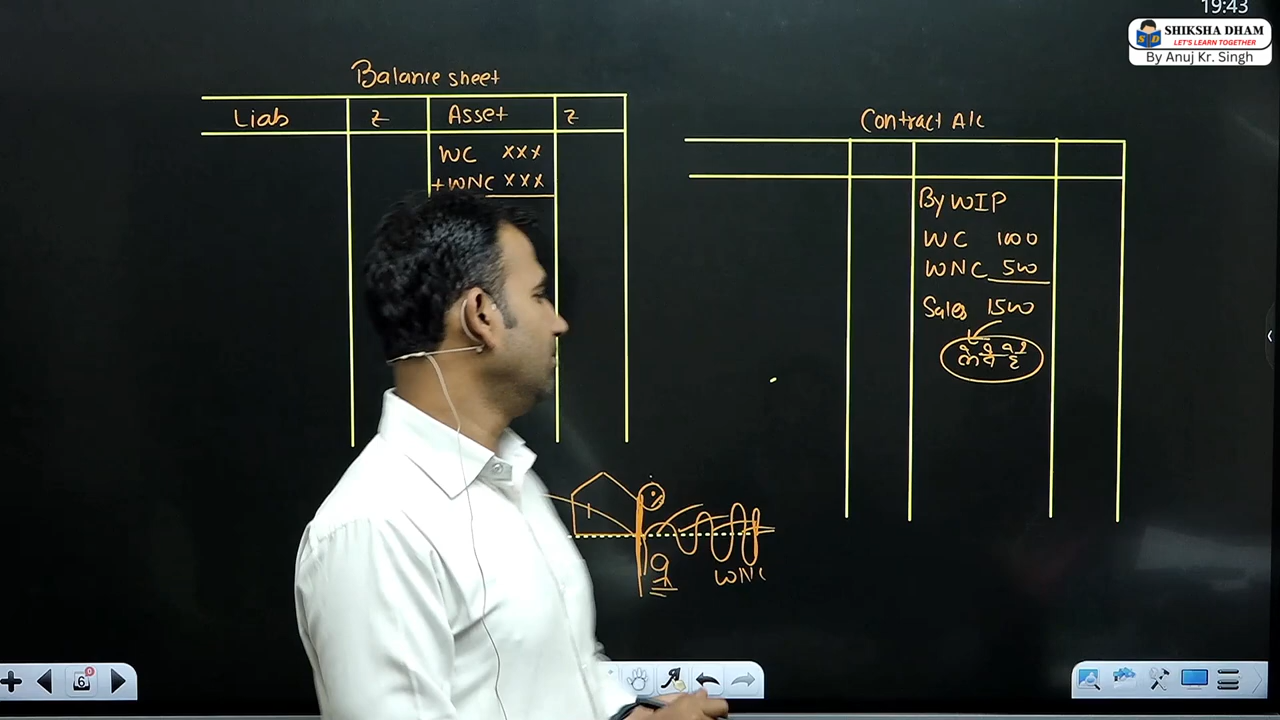 19:43
SHIKSHA DHAM
LET'S LEARN TOGETHER
By Anuj Kr. Singh
Balance sheet
Liab ₹ Asset ₹
WC xxx
+WNC xxx
Contract A/c
By WIP
WC 1000
WNC 500
Sales 1500
WNC
6